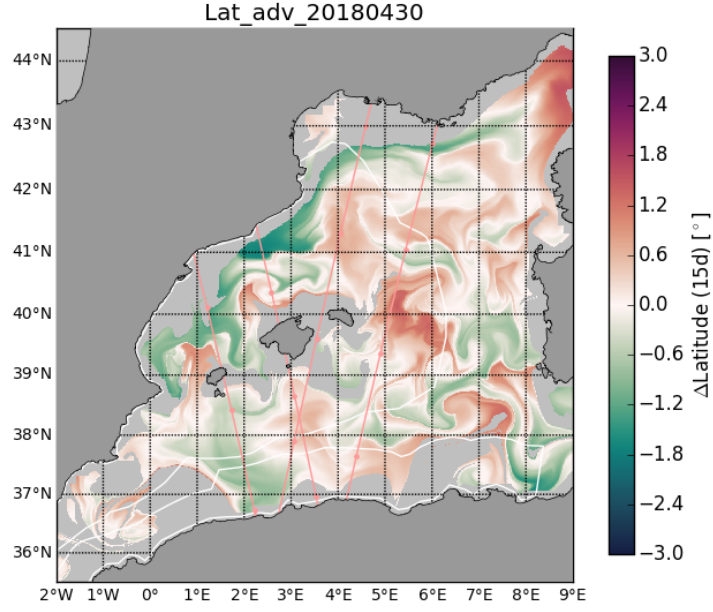 Lat_adv_20180430
44°N
43°N
42°N
41°N
40°N
39°N
38°N
37°N
36°N
2°W 1°W 0° 1°E 2°E 3°E 4°E 5°E 6°E 7°E 8°E 9°E
3.0
2.4
1.8
1.2
0.6
0.0
−0.6
−1.2
−1.8
−2.4
−3.0
ΔLatitude (15d) [°]